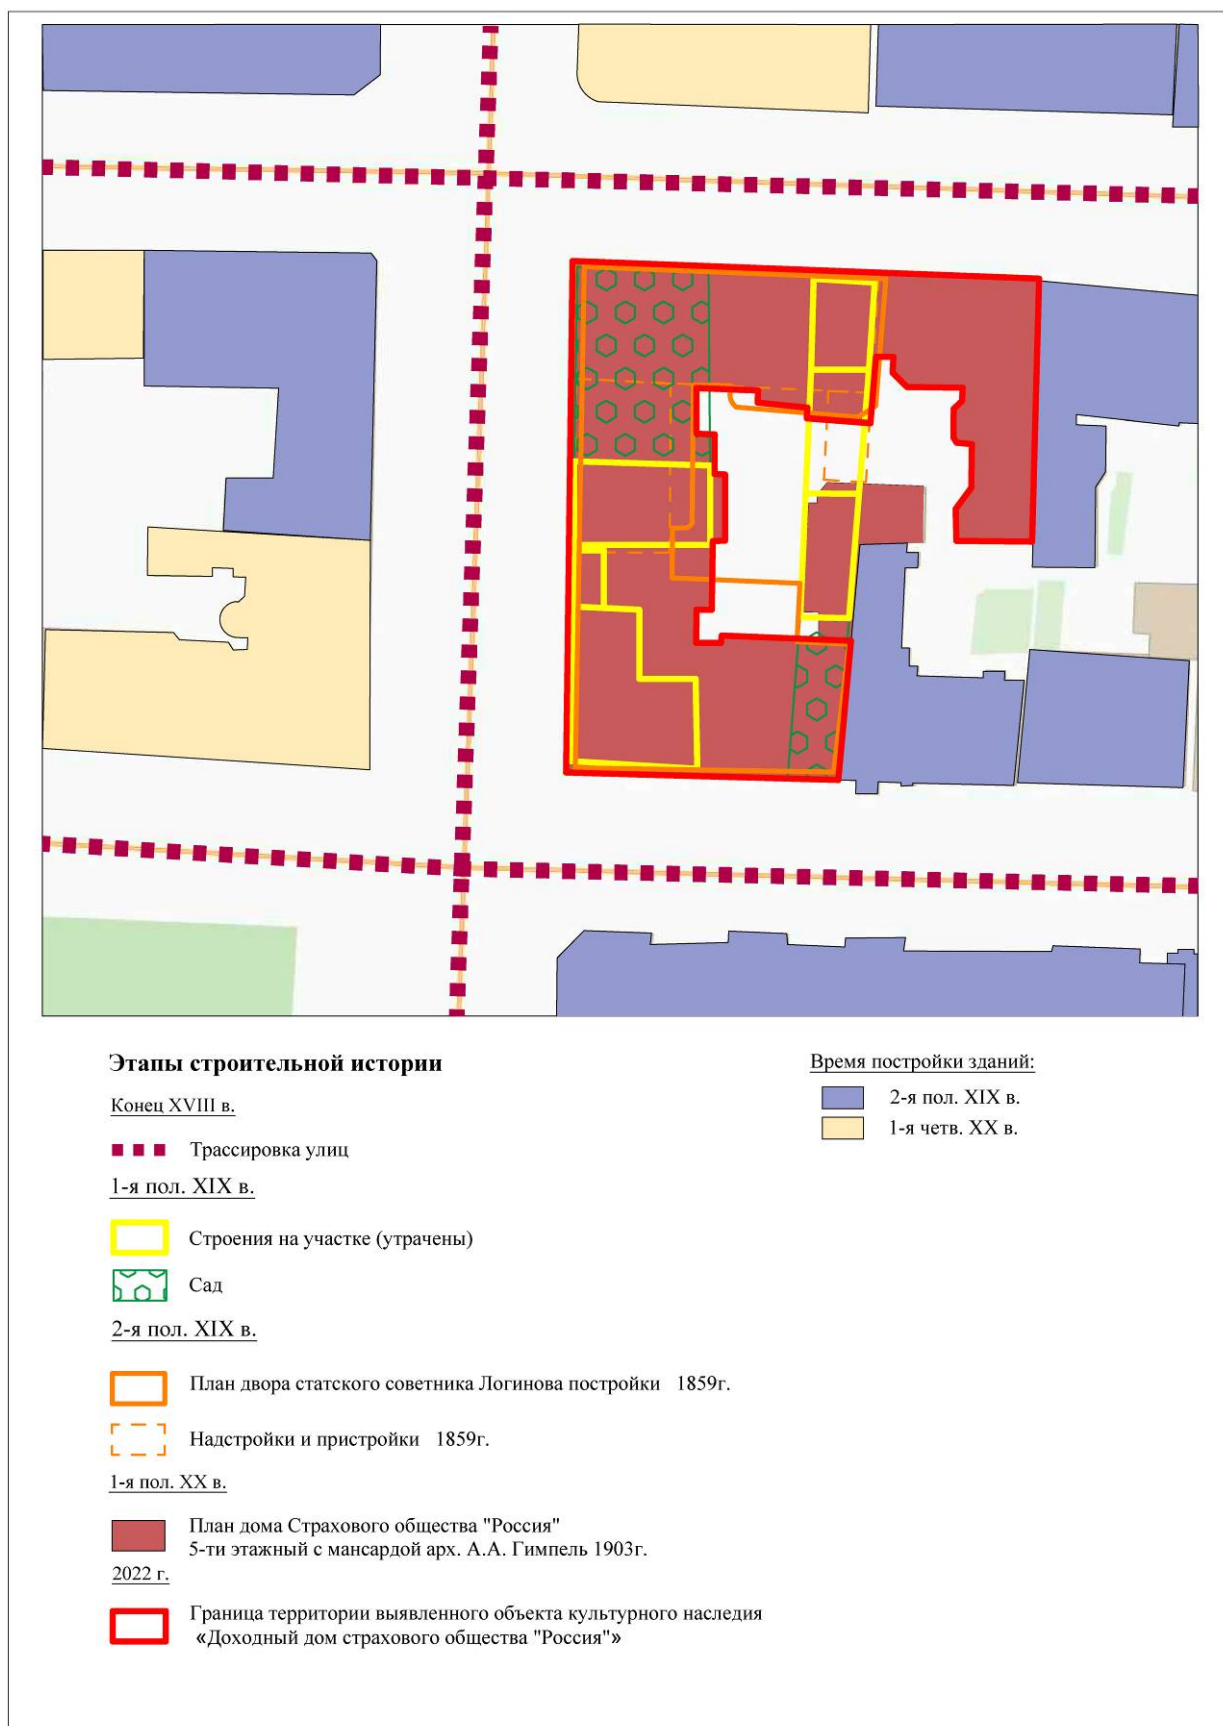 Этапы строительной истории
Конец XVIII в.
Трассировка улиц
1-я пол. XIX в.
Строения на участке (утрачены)
Сад
2-я пол. XIX в.
План двора статского советника Логинова постройки 1859г.
Надстройки и пристройки 1859г.
1-я пол. XX в.
План дома Страхового общества "Россия"
5-ти этажный с мансардой арх. А.А. Гимпель 1903г.
2022 г.
Граница территории выявленного объекта культурного наследия
«Доходный дом страхового общества "Россия"»
Время постройки зданий:
2-я пол. XIX в.
1-я четв. XX в.